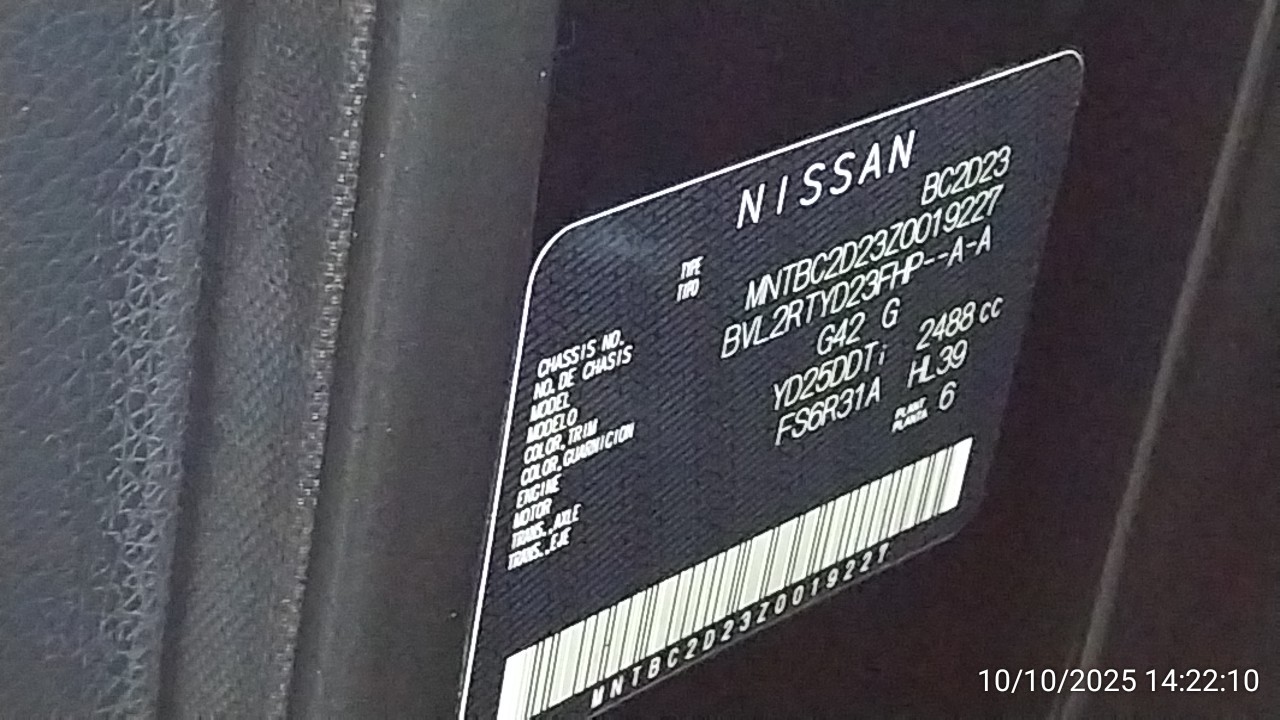 NISSAN
TYPE BC2D23
TIPO
CHASSIS NO. MNTBC2D23Z0019227
NO. DE CHASIS
MODEL BVL2RTYD23FHP--A-A
MODELO
COLOR, TRIM G42 G
COLOR, GUARNICION
ENGINE YD25DDTi 2488 cc
MOTOR
TRANS., AXLE FS6R31A HL39
TRANS., EJE
PLANT 6
PLANTA
MNTBC2D23Z0019227
10/10/2025 14:22:10